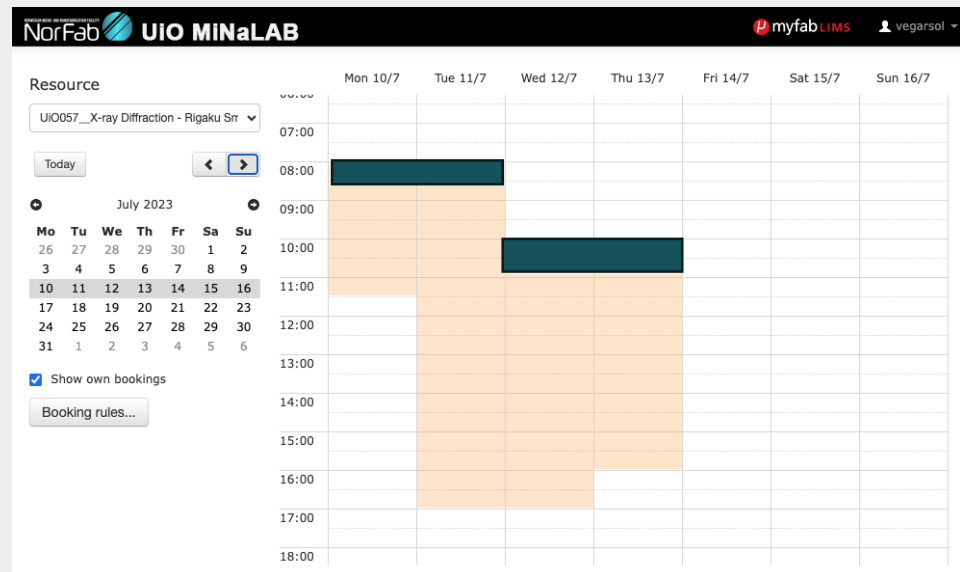 NORWEGIAN MICRO- AND NANOFABRICATION FACILITY
NorFab UiO MiNaLAB
μ myfab LIMS
vegarsol
Resource
UiO057__X-ray Diffraction - Rigaku Sm
Today
July 2023
Mo Tu We Th Fr Sa Su
26 27 28 29 30 1 2
3 4 5 6 7 8 9
10 11 12 13 14 15 16
17 18 19 20 21 22 23
24 25 26 27 28 29 30
31 1 2 3 4 5 6
Show own bookings
Booking rules...
Mon 10/7 Tue 11/7 Wed 12/7 Thu 13/7 Fri 14/7 Sat 15/7 Sun 16/7
07:00
08:00
09:00
10:00
11:00
12:00
13:00
14:00
15:00
16:00
17:00
18:00